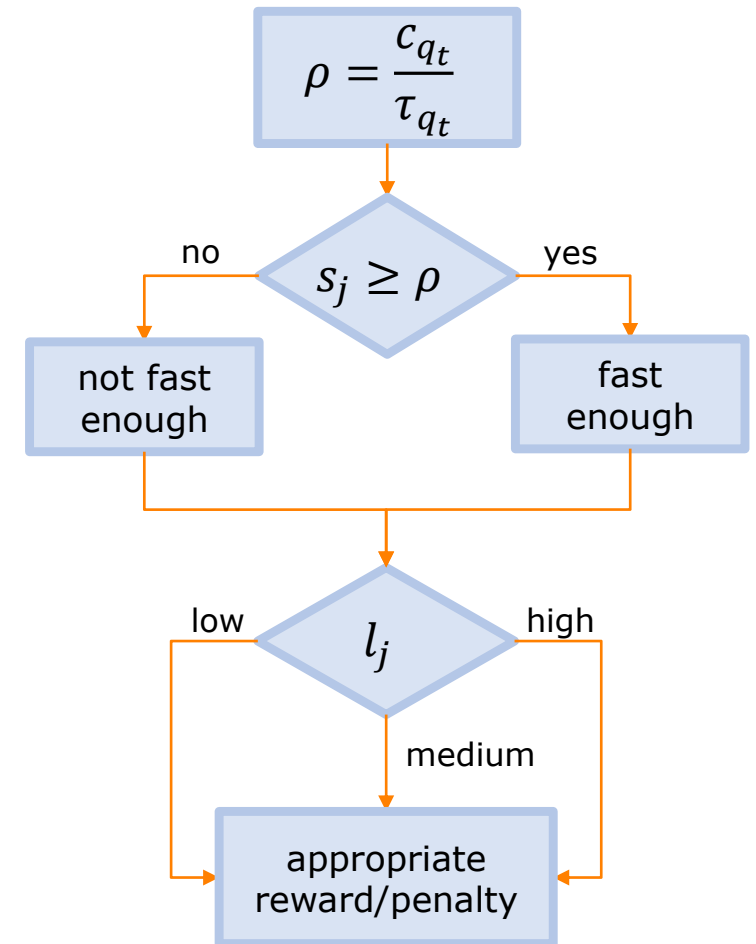 ρ = c_{q_t} / τ_{q_t}
no
yes
s_j ≥ ρ
not fast
enough
fast
enough
low
high
l_j
medium
appropriate
reward/penalty